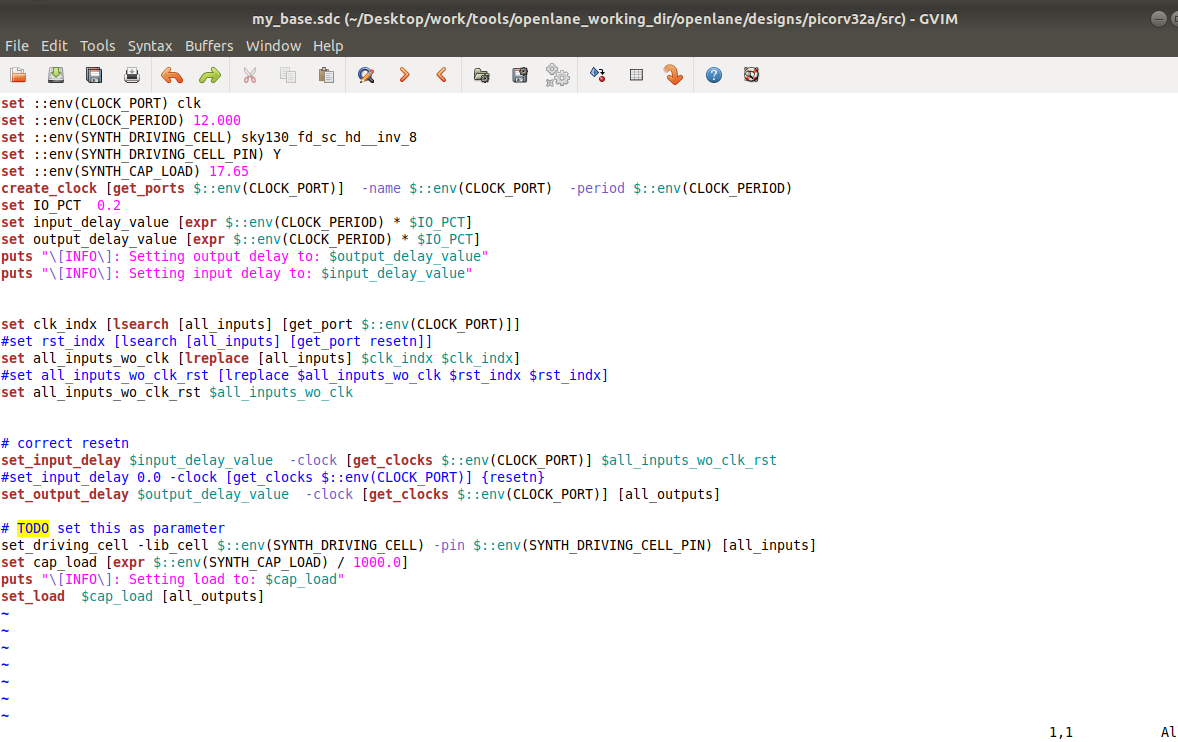 my_base.sdc (~/Desktop/work/tools/openlane_working_dir/openlane/designs/picorv32a/src) - GVIM
File Edit Tools Syntax Buffers Window Help
set ::env(CLOCK_PORT) clk
set ::env(CLOCK_PERIOD) 12.000
set ::env(SYNTH_DRIVING_CELL) sky130_fd_sc_hd__inv_8
set ::env(SYNTH_DRIVING_CELL_PIN) Y
set ::env(SYNTH_CAP_LOAD) 17.65
create_clock [get_ports $::env(CLOCK_PORT)]  -name $::env(CLOCK_PORT)  -period $::env(CLOCK_PERIOD)
set IO_PCT  0.2
set input_delay_value [expr $::env(CLOCK_PERIOD) * $IO_PCT]
set output_delay_value [expr $::env(CLOCK_PERIOD) * $IO_PCT]
puts "\[INFO\]: Setting output delay to: $output_delay_value"
puts "\[INFO\]: Setting input delay to: $input_delay_value"
set clk_indx [lsearch [all_inputs] [get_port $::env(CLOCK_PORT)]]
#set rst_indx [lsearch [all_inputs] [get_port resetn]]
set all_inputs_wo_clk [lreplace [all_inputs] $clk_indx $clk_indx]
#set all_inputs_wo_clk_rst [lreplace $all_inputs_wo_clk $rst_indx $rst_indx]
set all_inputs_wo_clk_rst $all_inputs_wo_clk
# correct resetn
set_input_delay $input_delay_value  -clock [get_clocks $::env(CLOCK_PORT)] $all_inputs_wo_clk_rst
#set_input_delay 0.0 -clock [get_clocks $::env(CLOCK_PORT)] {resetn}
set_output_delay $output_delay_value  -clock [get_clocks $::env(CLOCK_PORT)] [all_outputs]
# TODO set this as parameter
set_driving_cell -lib_cell $::env(SYNTH_DRIVING_CELL) -pin $::env(SYNTH_DRIVING_CELL_PIN) [all_inputs]
set cap_load [expr $::env(SYNTH_CAP_LOAD) / 1000.0]
puts "\[INFO\]: Setting load to: $cap_load"
set_load  $cap_load [all_outputs]
~
~
~
~
~
~
~
1,1 Al